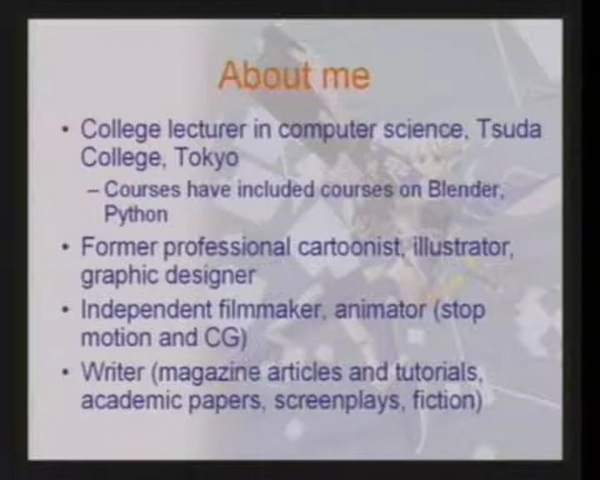 About me
• College lecturer in computer science, Tsuda
College, Tokyo
– Courses have included courses on Blender,
Python
• Former professional cartoonist, illustrator,
graphic designer
• Independent filmmaker, animator (stop
motion and CG)
• Writer (magazine articles and tutorials,
academic papers, screenplays, fiction)